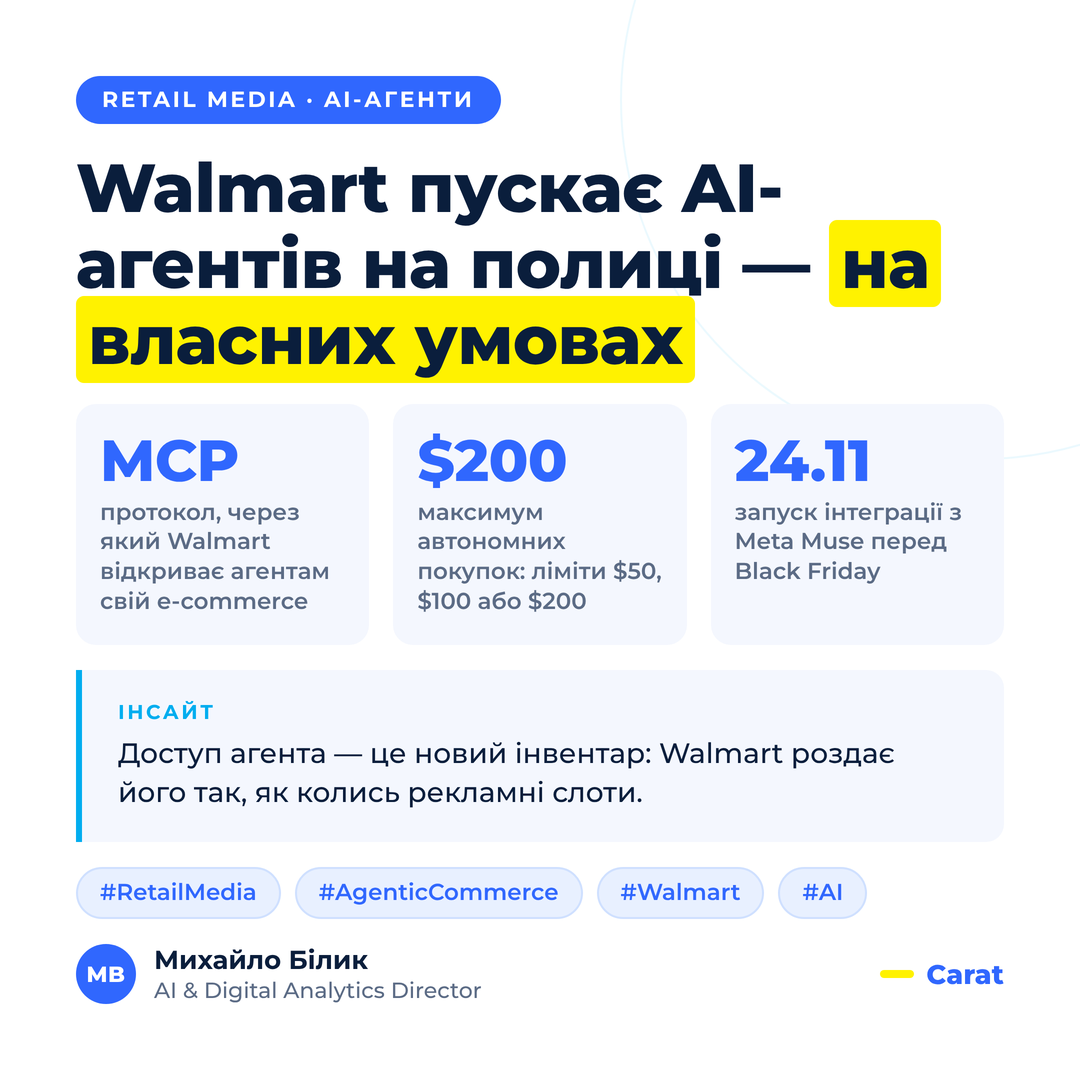 RETAIL MEDIA · AI-АГЕНТИ
Walmart пускає AI-
агентів на полиці — на
власних умовах
MCP
протокол, через
який Walmart
відкриває агентам
свій e-commerce
$200
максимум
автономних
покупок: ліміти $50,
$100 або $200
24.11
запуск інтеграції з
Meta Muse перед
Black Friday
ІНСАЙТ
Доступ агента — це новий інвентар: Walmart роздає
його так, як колись рекламні слоти.
#RetailMedia #AgenticCommerce #Walmart #AI
MB
Михайло Білик
AI & Digital Analytics Director
Carat